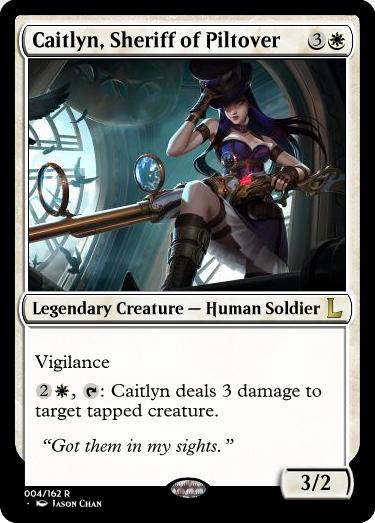 Caitlyn, Sheriff of Piltover 3
Legendary Creature — Human Soldier L
Vigilance
2, : Caitlyn deals 3 damage to
target tapped creature.
“Got them in my sights.”
3/2
004/162 R
· Jason Chan